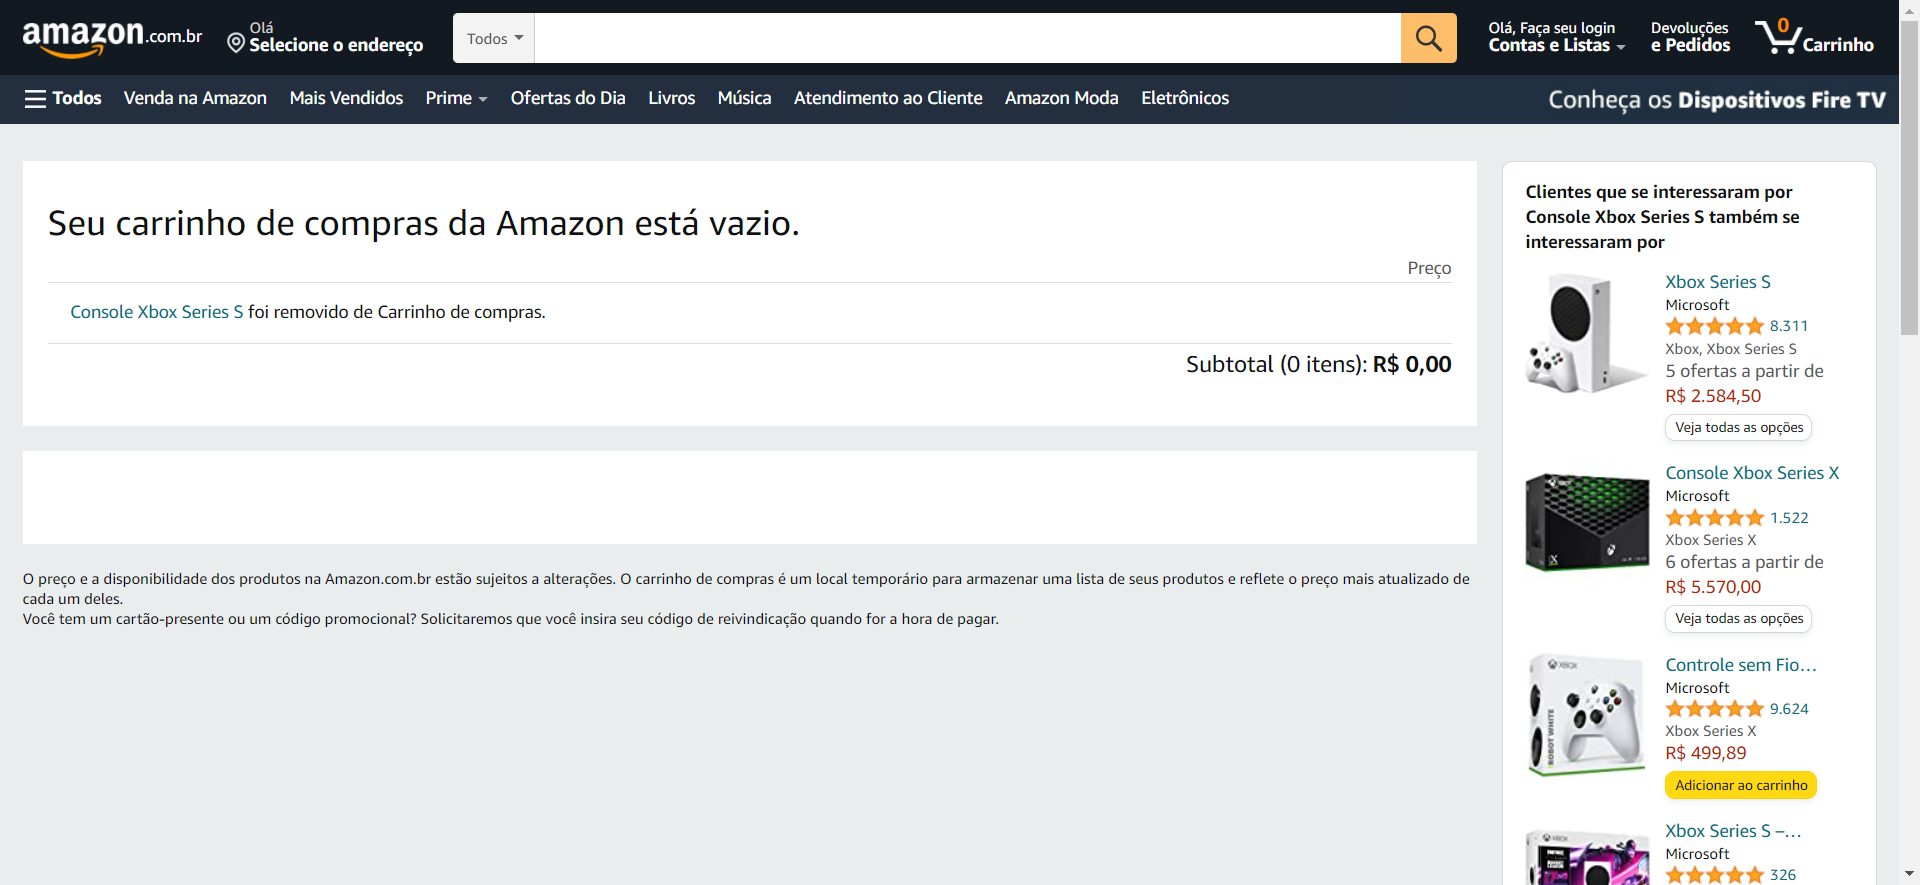 amazon.com.br
Olá
Selecione o endereço
Todos
Olá, Faça seu login
Contas e Listas
Devoluções
e Pedidos
0
Carrinho
Todos
Venda na Amazon
Mais Vendidos
Prime
Ofertas do Dia
Livros
Música
Atendimento ao Cliente
Amazon Moda
Eletrônicos
Conheça os Dispositivos Fire TV
Seu carrinho de compras da Amazon está vazio.
Preço
Console Xbox Series S foi removido de Carrinho de compras.
Subtotal (0 itens): R$ 0,00
O preço e a disponibilidade dos produtos na Amazon.com.br estão sujeitos a alterações. O carrinho de compras é um local temporário para armazenar uma lista de seus produtos e reflete o preço mais atualizado de
cada um deles.
Você tem um cartão-presente ou um código promocional? Solicitaremos que você insira seu código de reivindicação quando for a hora de pagar.
Clientes que se interessaram por
Console Xbox Series S também se
interessaram por
Xbox Series S
Microsoft
8.311
Xbox, Xbox Series S
5 ofertas a partir de
R$ 2.584,50
Veja todas as opções
Console Xbox Series X
Microsoft
1.522
Xbox Series X
6 ofertas a partir de
R$ 5.570,00
Veja todas as opções
XBOX
ROBOT WHITE
Controle sem Fio...
Microsoft
9.624
Xbox Series X
R$ 499,89
Adicionar ao carrinho
XBOX
Xbox Series S –...
Microsoft
326